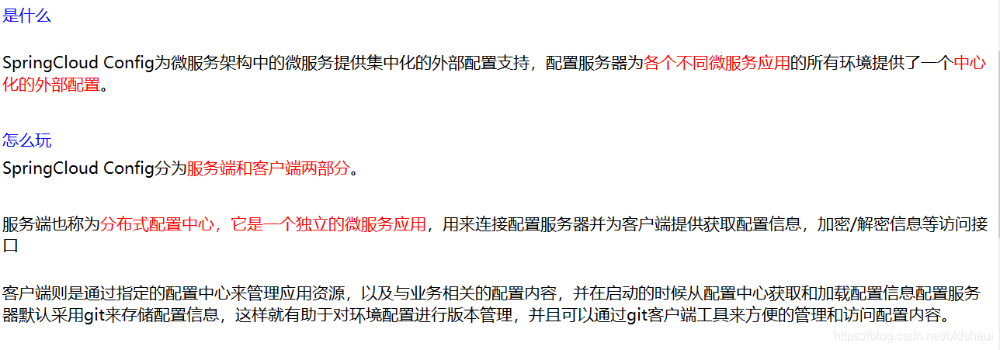 是什么
SpringCloud Config为微服务架构中的微服务提供集中化的外部配置支持，配置服务器为各个不同微服务应用的所有环境提供了一个中心
化的外部配置。
怎么玩
SpringCloud Config分为服务端和客户端两部分。
服务端也称为分布式配置中心，它是一个独立的微服务应用，用来连接配置服务器并为客户端提供获取配置信息，加密/解密信息等访问接
口
客户端则是通过指定的配置中心来管理应用资源，以及与业务相关的配置内容，并在启动的时候从配置中心获取和加载配置信息配置服务
器默认采用git来存储配置信息，这样就有助于对环境配置进行版本管理，并且可以通过git客户端工具来方便的管理和访问配置内容。
https://blog.csdn.net/oldshaui